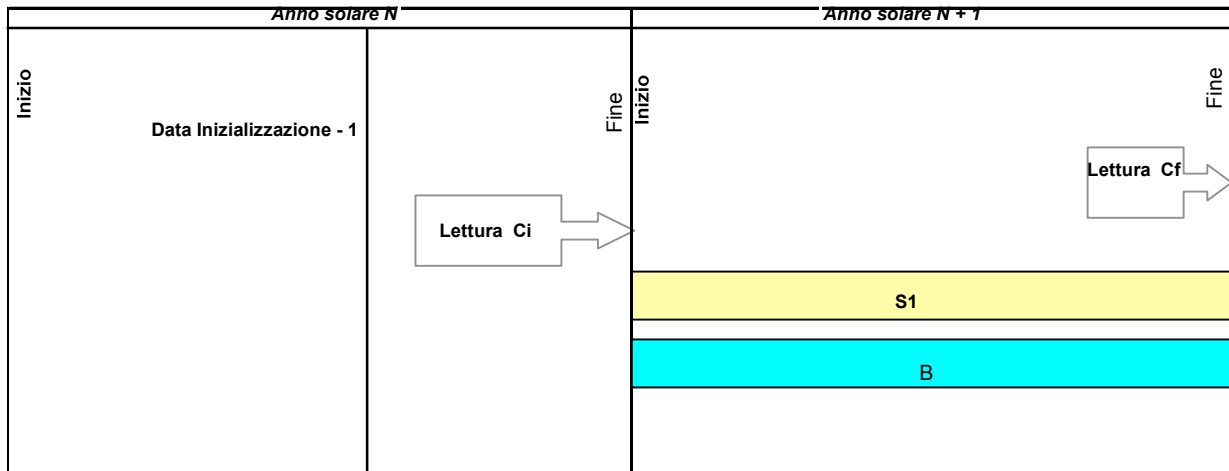 Anno solare N
Anno solare N + 1
Inizio
Data Inizializzazione - 1
Fine
Inizio
Fine
Lettura Ci
Lettura Cf
S1
B